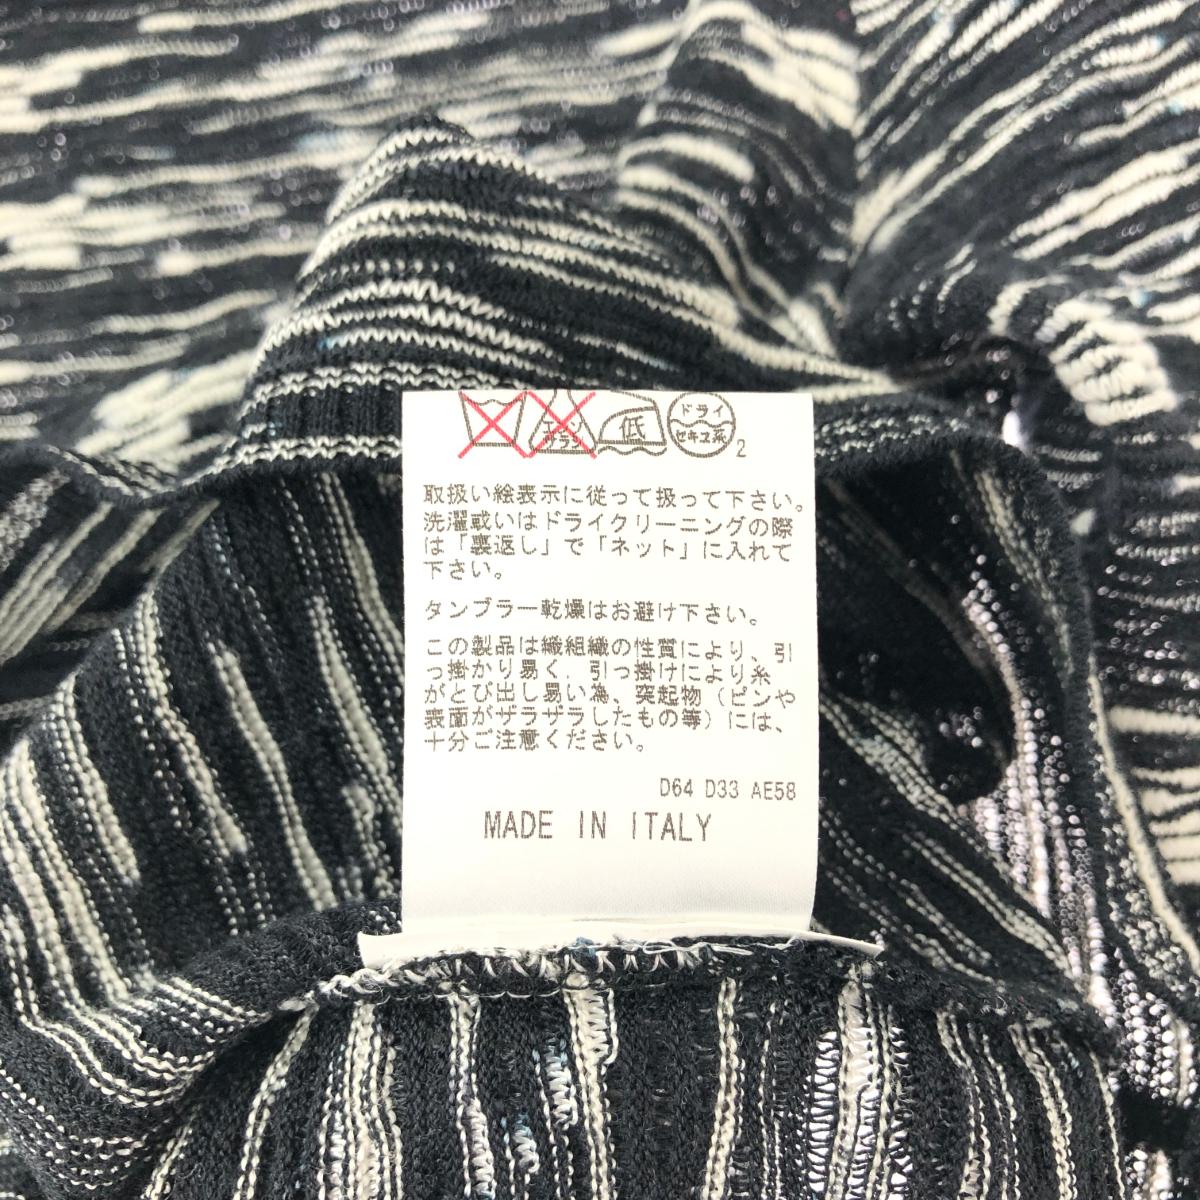 エンソ
サラシ
低
ドライ
セキユ系
2
取扱い絵表示に従って扱って下さい。
洗濯或いはドライクリーニングの際
は「裏返し」で「ネット」に入れて
下さい。
タンブラー乾燥はお避け下さい。
この製品は織組織の性質により、引
っ掛かり易く、引っ掛けにより糸
がとび出し易い為、突起物（ピンや
表面がザラザラしたもの等）には、
十分ご注意ください。
D64 D33 AE58
MADE IN ITALY